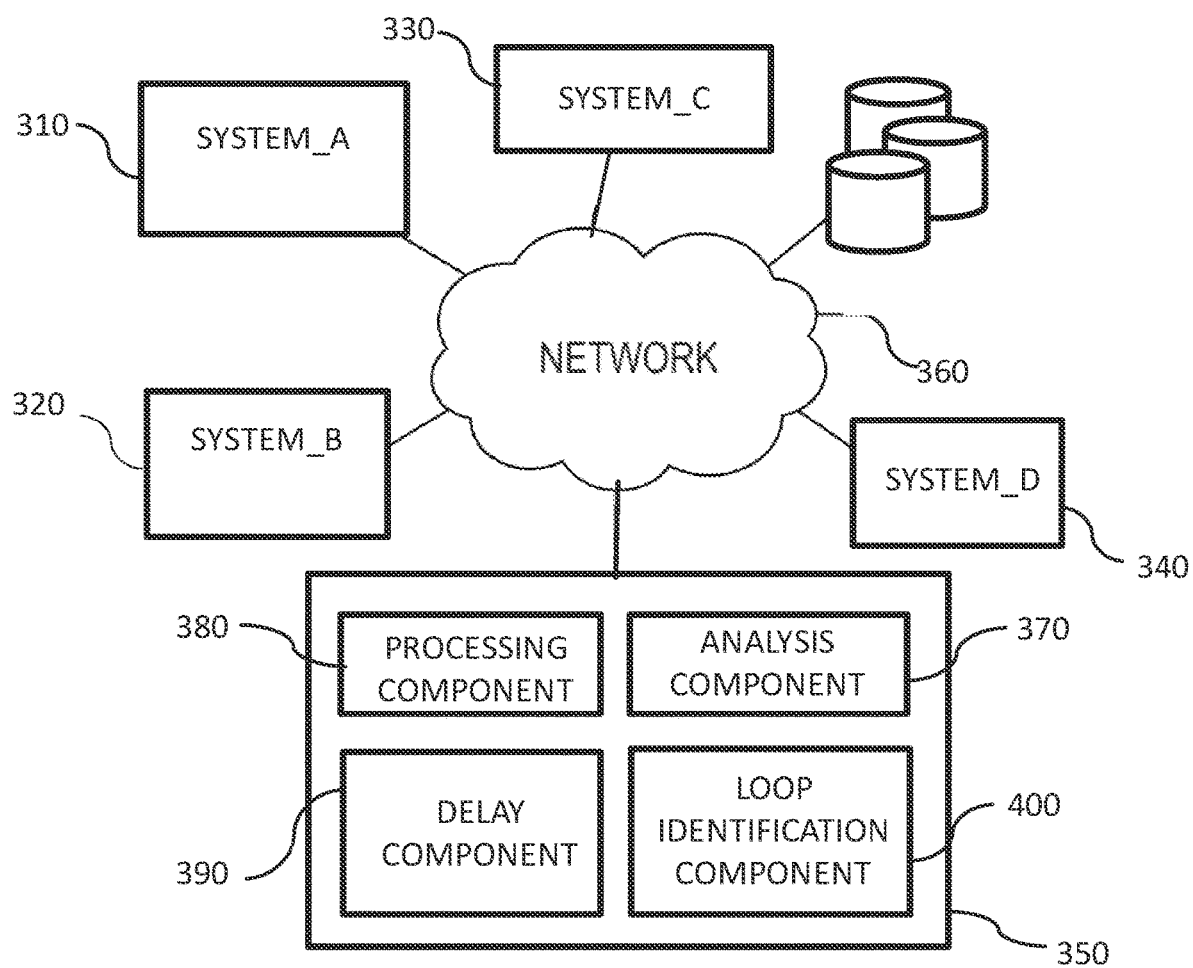 330
SYSTEM_C
310
SYSTEM_A
NETWORK
360
320
SYSTEM_B
SYSTEM_D
340
380
PROCESSING
COMPONENT
ANALYSIS
COMPONENT
370
390
DELAY
COMPONENT
LOOP
IDENTIFICATION
COMPONENT
400
350